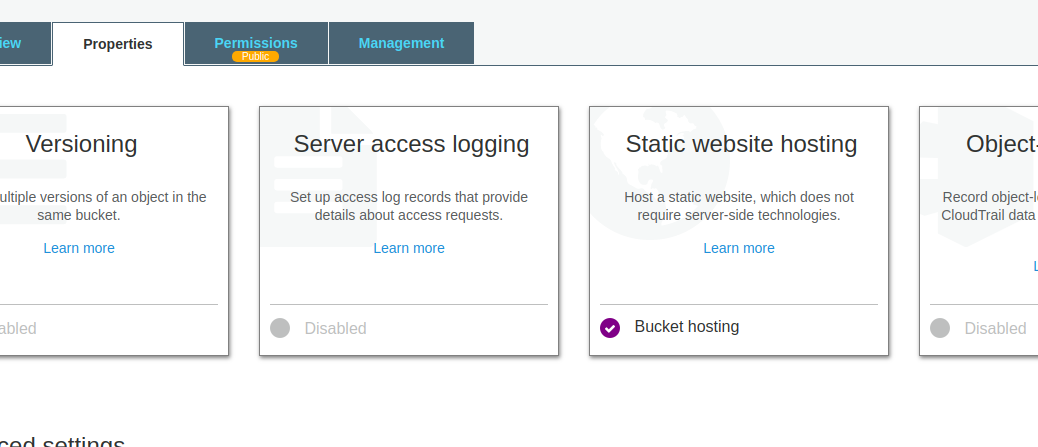 iew
Properties
Permissions
Public
Management
Versioning
ultiple versions of an object in the
same bucket.
Learn more
abled
Server access logging
Set up access log records that provide
details about access requests.
Learn more
Disabled
Static website hosting
Host a static website, which does not
require server-side technologies.
Learn more
Bucket hosting
Object-
Record object-l
CloudTrail data
L
Disabled
ced settings